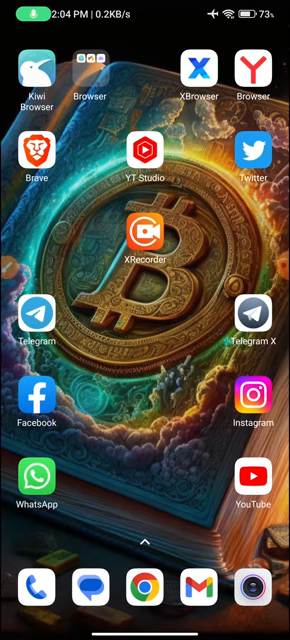 2:04 PM | 0.2KB/s
73%
Kiwi
Browser
Browser
XBrowser
Browser
Brave
YT Studio
Twitter
XRecorder
Telegram
Telegram X
Facebook
Instagram
WhatsApp
YouTube